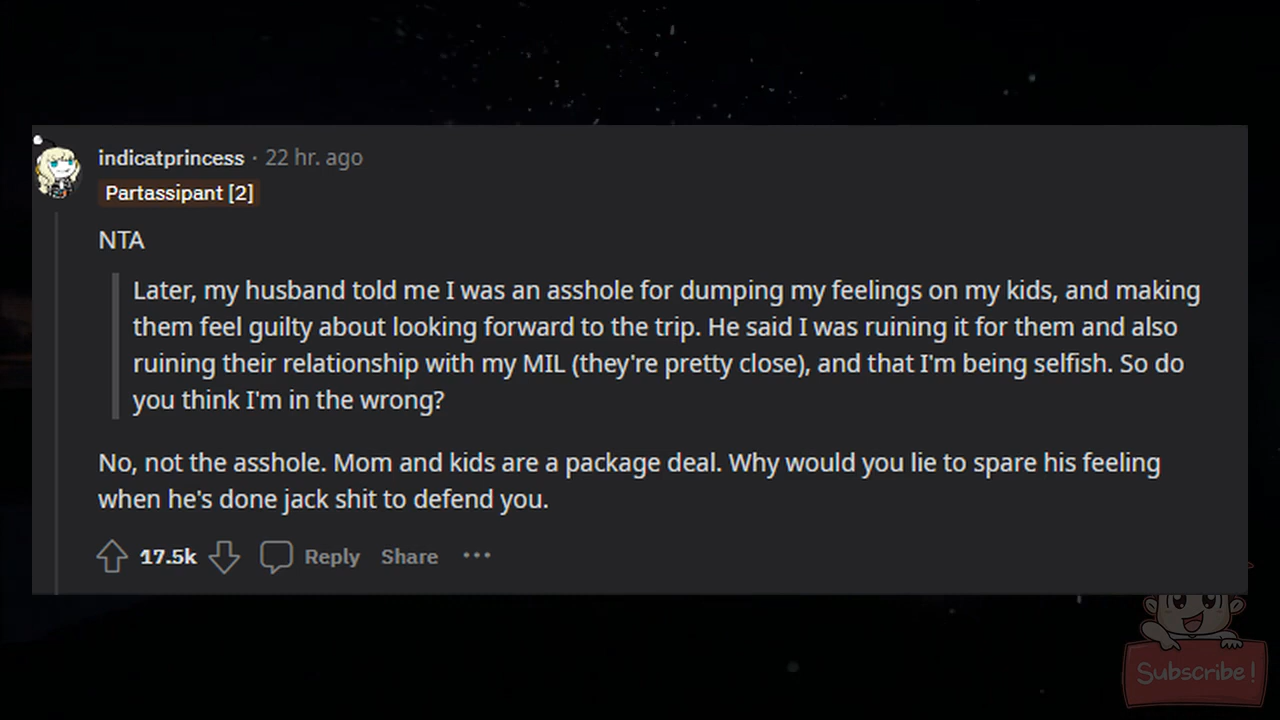 indicatprincess · 22 hr. ago
Partassipant [2]
NTA
Later, my husband told me I was an asshole for dumping my feelings on my kids, and making
them feel guilty about looking forward to the trip. He said I was ruining it for them and also
ruining their relationship with my MIL (they're pretty close), and that I'm being selfish. So do
you think I'm in the wrong?
No, not the asshole. Mom and kids are a package deal. Why would you lie to spare his feeling
when he's done jack shit to defend you.
17.5k Reply Share ···
Subscribe!